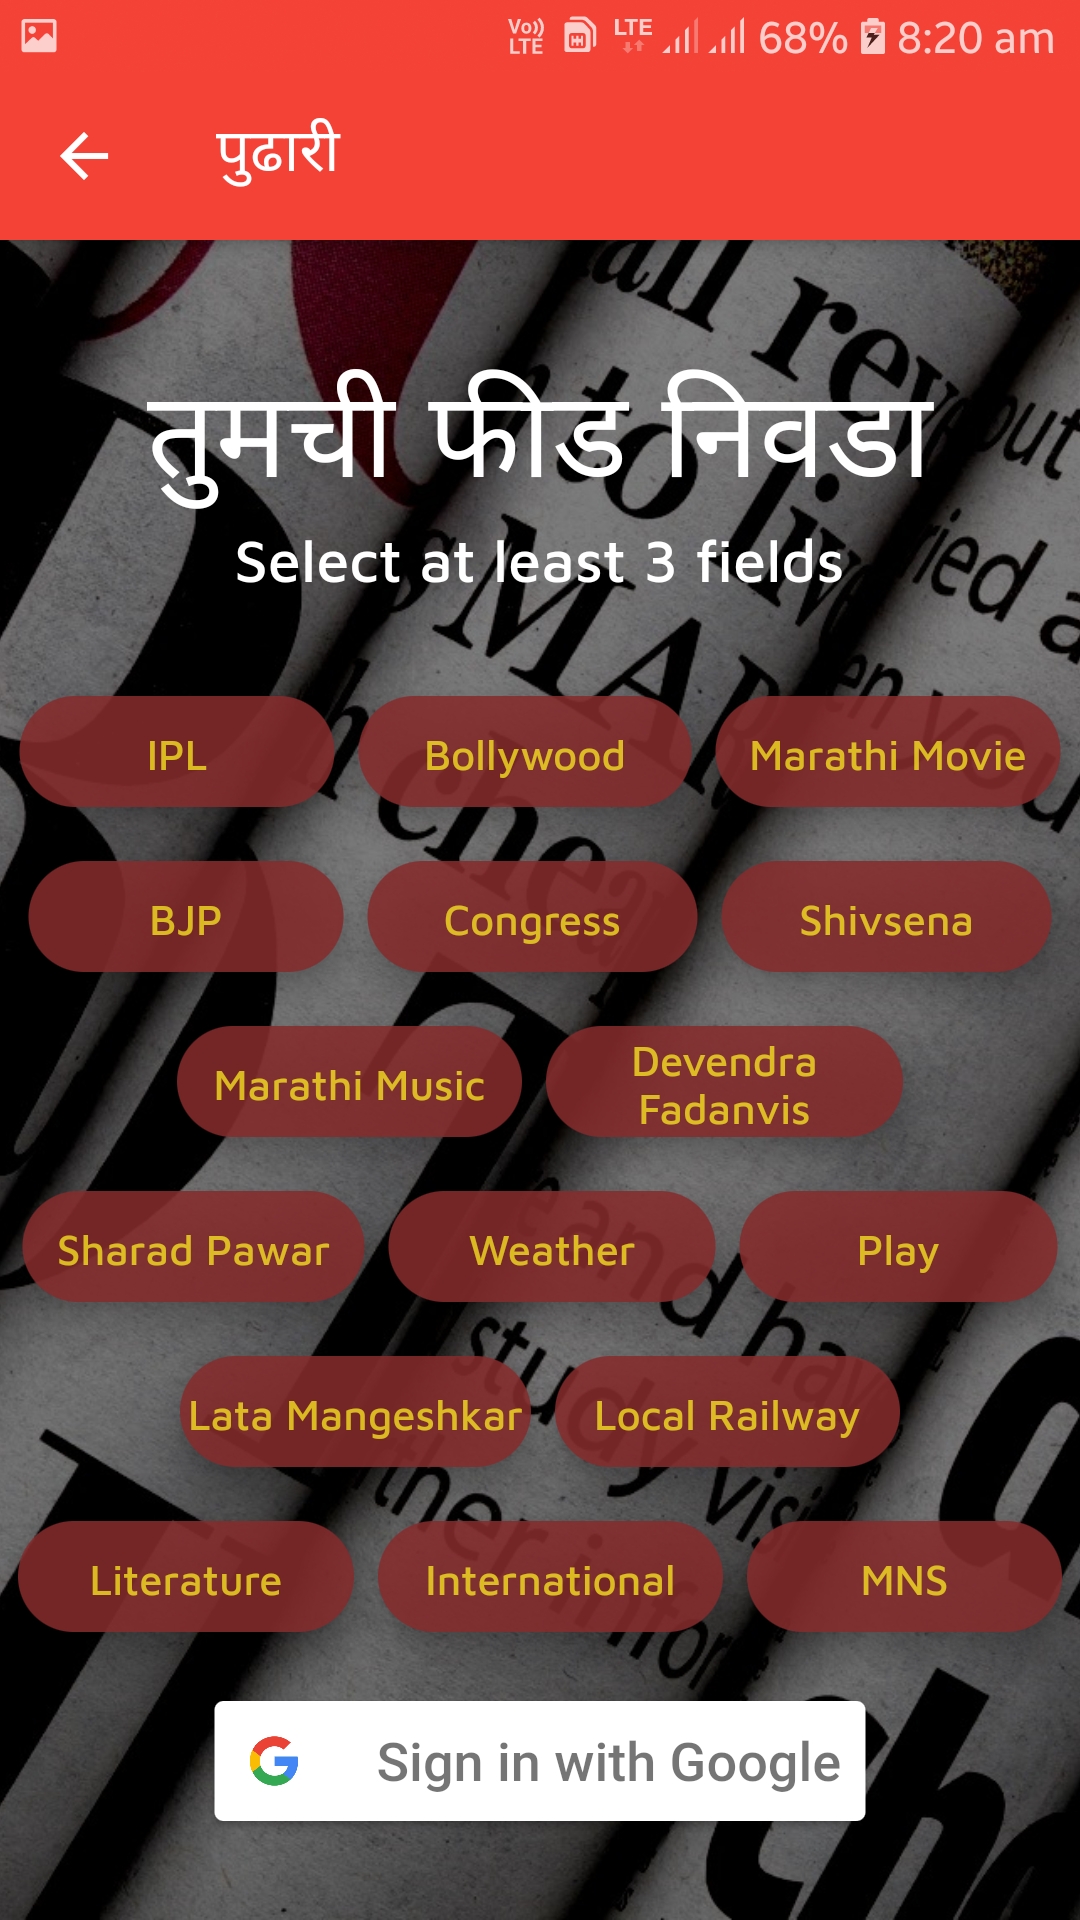 Vo)) LTE LTE 68% 8:20 am
पुढारी
तुमची फीड निवडा
Select at least 3 fields
IPL Bollywood Marathi Movie
BJP Congress Shivsena
Marathi Music Devendra Fadanvis
Sharad Pawar Weather Play
Lata Mangeshkar Local Railway
Literature International MNS
Sign in with Google